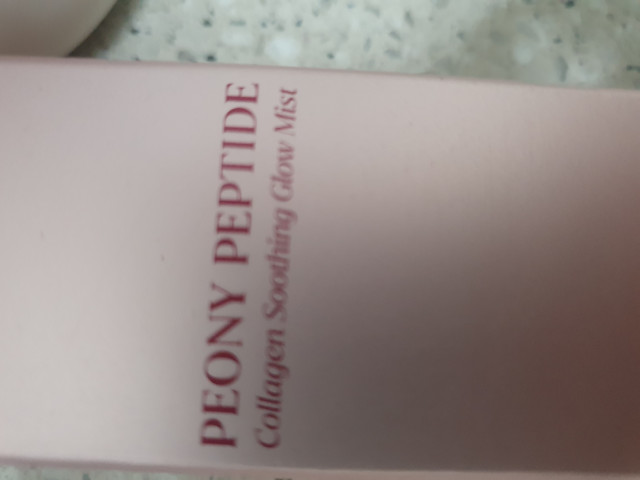 PEONY PEPTIDE
Collagen Soothing Glow Mist